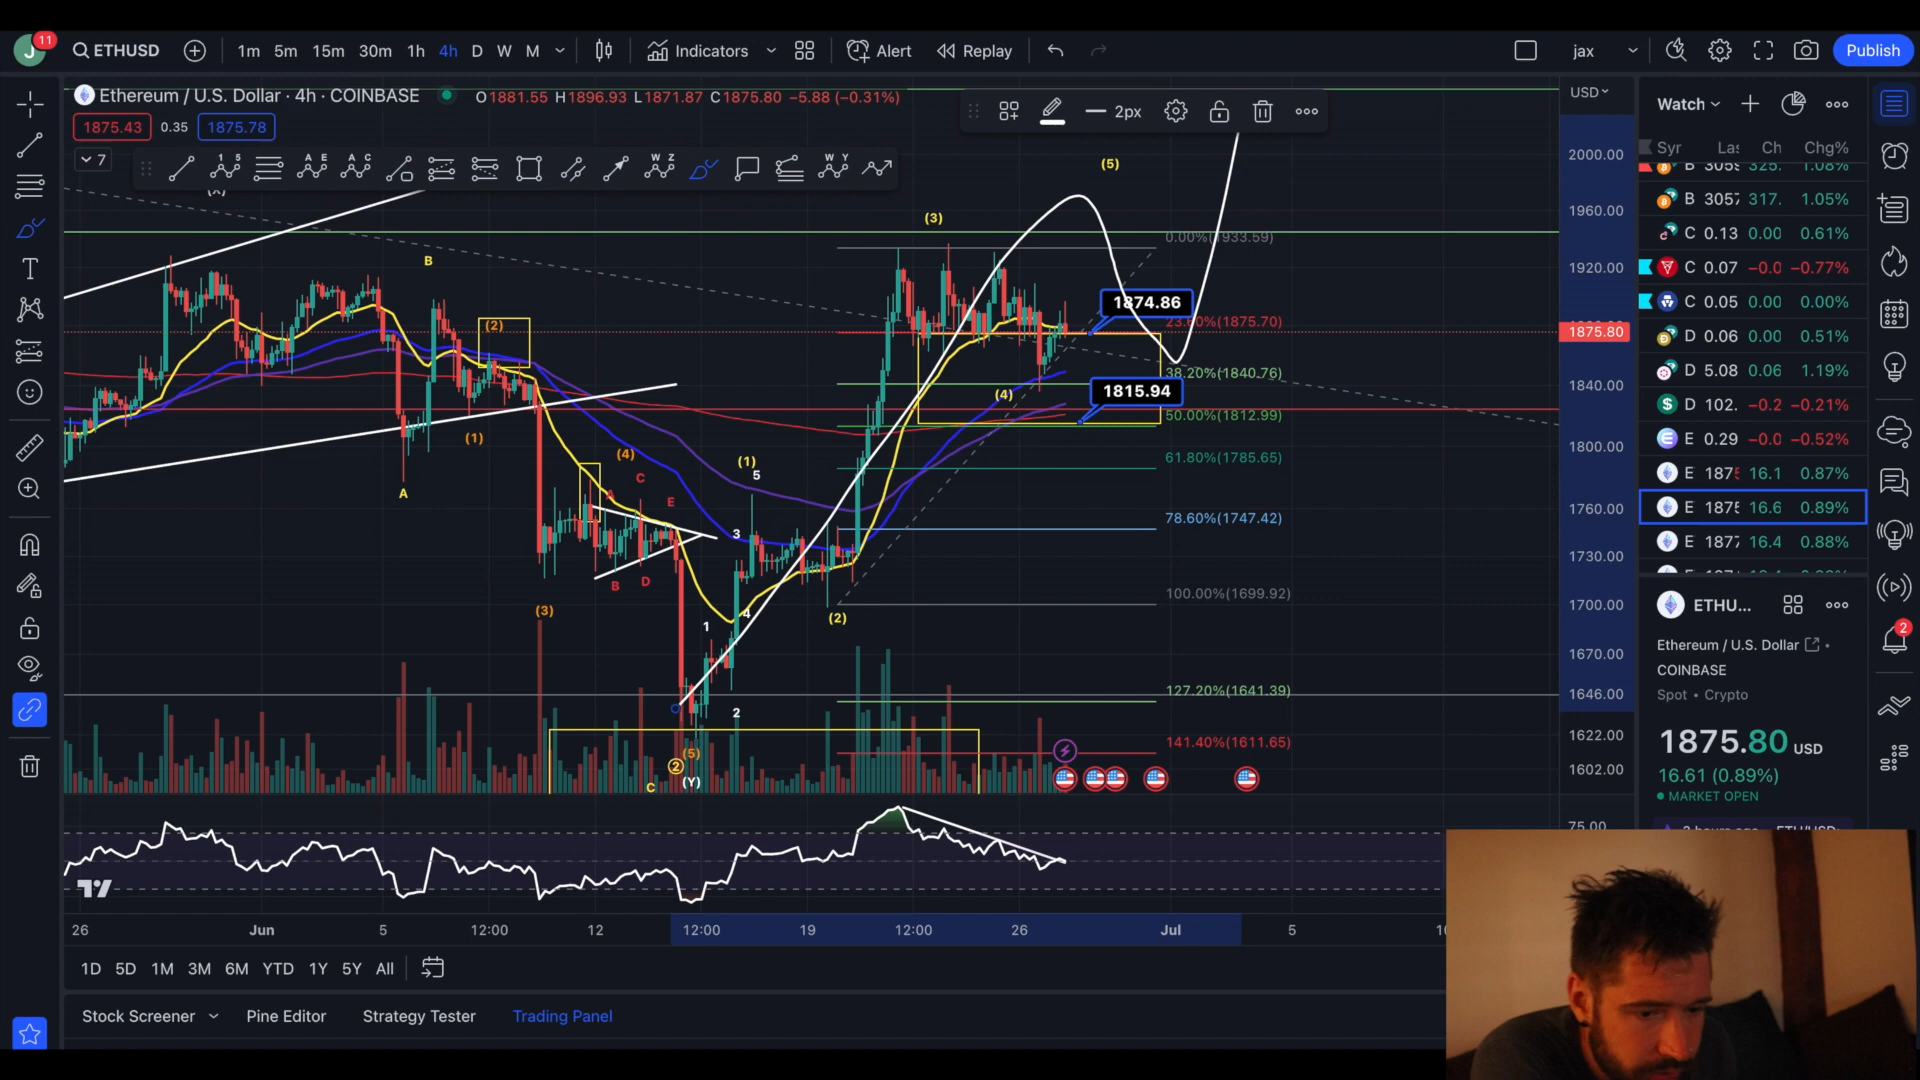 J 11 ETHUSD 1m 5m 15m 30m 1h 4h D W M Indicators Alert Replay jax Publish
Ethereum / U.S. Dollar · 4h · COINBASE O1881.55 H1896.93 L1871.87 C1875.80 −5.88 (−0.31%)
1875.43 0.35 1875.78
2px
7
1 5 A E A C W Z W Y
(X)
USD
2000.00
1960.00
1920.00
1875.80
1840.00
1800.00
1760.00
1730.00
1700.00
1670.00
1646.00
1622.00
1602.00
75.00
(5)
(3)
0.00%(1933.59)
B
1874.86
23.60%(1875.70)
(2)
38.20%(1840.76)
1815.94
(4)
50.00%(1812.99)
(1)
61.80%(1785.65)
(4)
(1)
5
C
A
A
E
78.60%(1747.42)
3
B D
100.00%(1699.92)
(3)
4
(2)
1
127.20%(1641.39)
2
141.40%(1611.65)
(5)
2
(Y)
C
26 Jun 5 12:00 12 12:00 19 12:00 26 Jul 5
1D 5D 1M 3M 6M YTD 1Y 5Y All
Stock Screener Pine Editor Strategy Tester Trading Panel
Watch
Syr Las Ch Chg%
B 305 325. 1.08%
B 3057 317. 1.05%
C 0.13 0.00 0.61%
C 0.07 −0.0 −0.77%
C 0.05 0.00 0.00%
D 0.06 0.00 0.51%
D 5.08 0.06 1.19%
D 102. −0.2 −0.21%
E 0.29 −0.0 −0.52%
E 187 16.1 0.87%
E 187 16.6 0.89%
E 187 16.4 0.88%
ETHU...
Ethereum / U.S. Dollar
COINBASE
Spot • Crypto
1875.80 USD
16.61 (0.89%)
MARKET OPEN
2